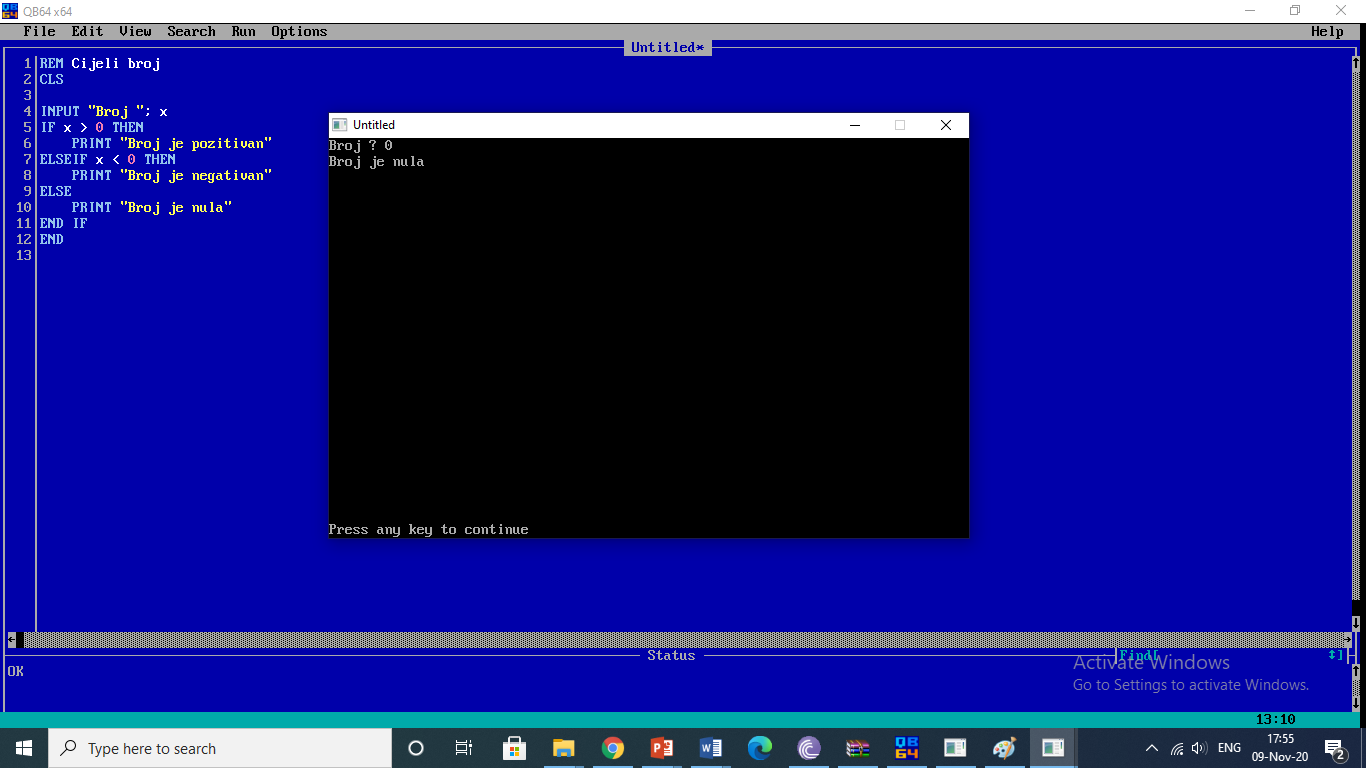 QB64 x64
File Edit View Search Run Options Help
Untitled*
1 REM Cijeli broj
2 CLS
3
4 INPUT "Broj "; x
5 IF x > 0 THEN
6 PRINT "Broj je pozitivan"
7 ELSEIF x < 0 THEN
8 PRINT "Broj je negativan"
9 ELSE
10 PRINT "Broj je nula"
11 END IF
12 END
13
Untitled
Broj ? 0
Broj je nula
Press any key to continue
Status
Find[
OK
Activate Windows
Go to Settings to activate Windows.
13:10
Type here to search
QB
64
ENG
17:55
09-Nov-20
2